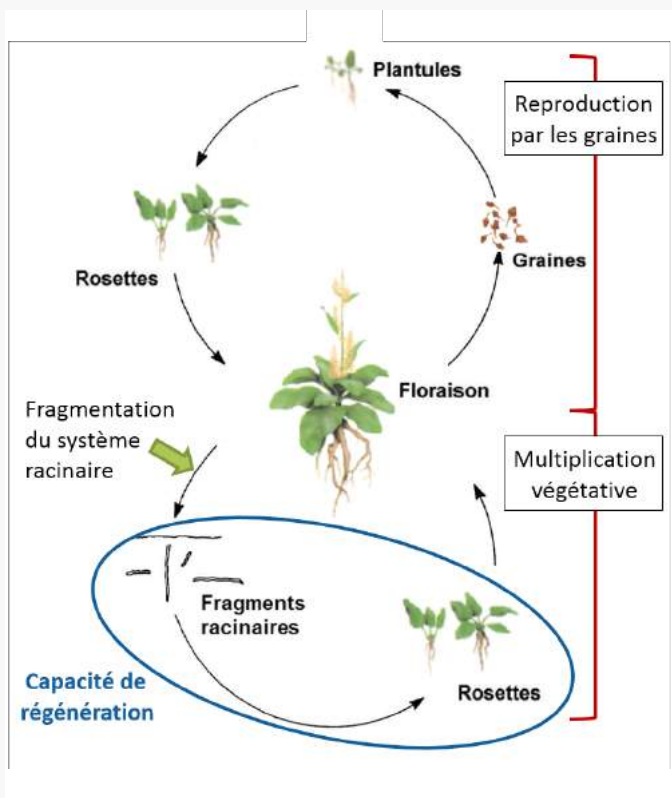 Plantules
Reproduction
par les graines
Rosettes
Graines
Floraison
Fragmentation
du système
racinaire
Multiplication
végétative
Fragments
racinaires
Rosettes
Capacité de
régénération